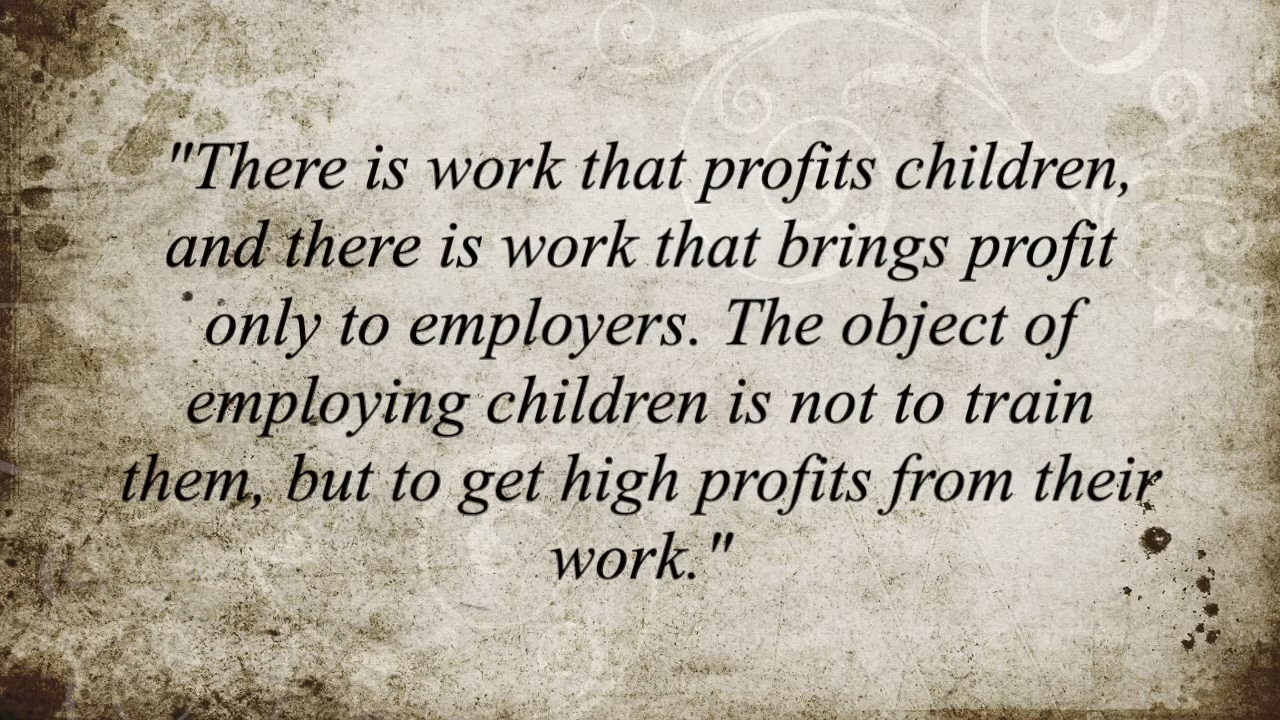 "There is work that profits children,
and there is work that brings profit
only to employers. The object of
employing children is not to train
them, but to get high profits from their
work."